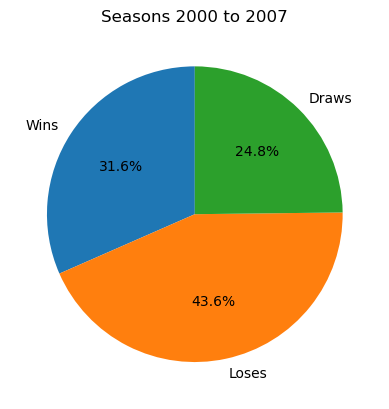 Seasons 2000 to 2007
Draws
Wins
24.8%
31.6%
43.6%
Loses